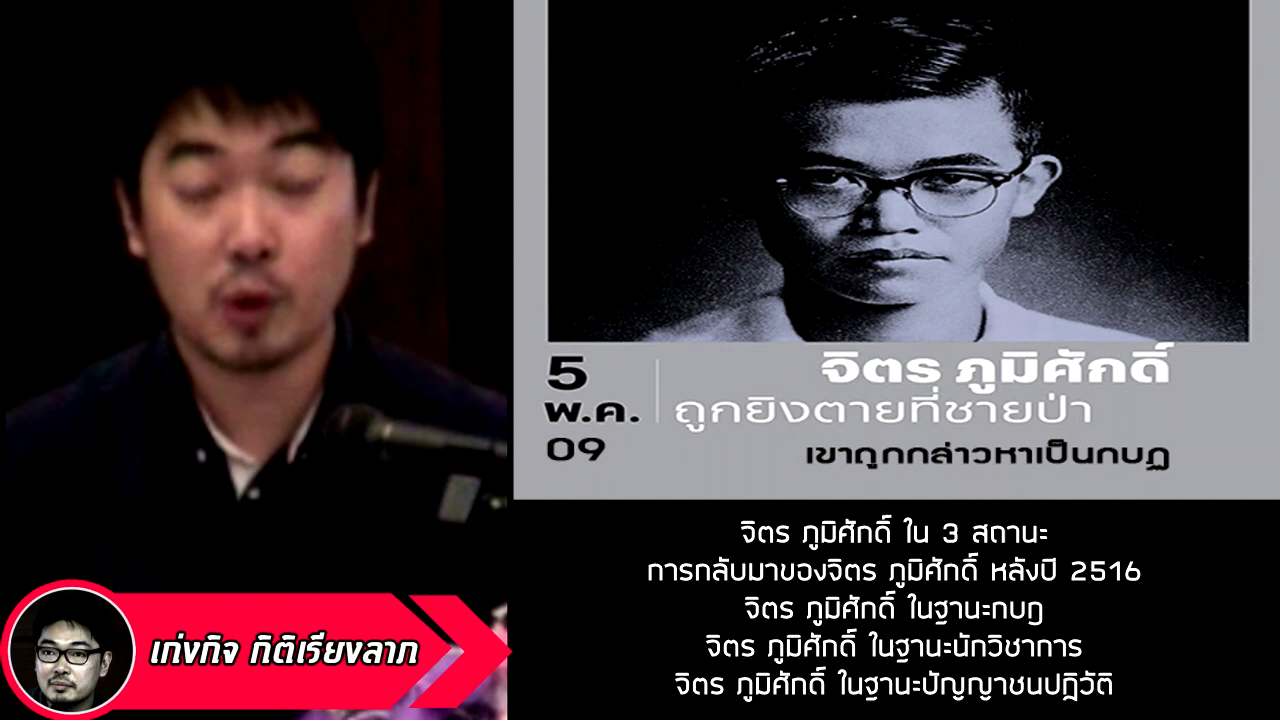 5
พ.ค.
09
จิตร ภูมิศักดิ์
ถูกยิงตายที่ชายป่า
เขาถูกกล่าวหาเป็นกบฏ
จิตร ภูมิศักดิ์ ใน 3 สถานะ
การกลับมาของจิตร ภูมิศักดิ์ หลังปี 2516
จิตร ภูมิศักดิ์ ในฐานะกบฎ
จิตร ภูมิศักดิ์ ในฐานะนักวิชาการ
จิตร ภูมิศักดิ์ ในฐานะปัญญาชนปฎิวัติ
เก่งกิจ กิติเรียงลาภ